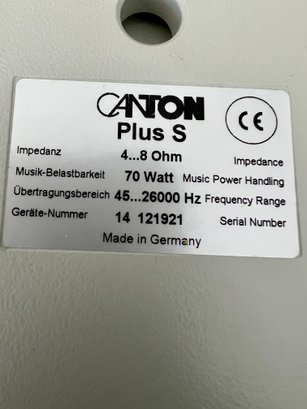 CANTON
Plus S
CE
Impedanz 4...8 Ohm Impedance
Musik-Belastbarkeit 70 Watt Music Power Handling
Übertragungsbereich 45...26000 Hz Frequency Range
Geräte-Nummer 14 121921 Serial Number
Made in Germany